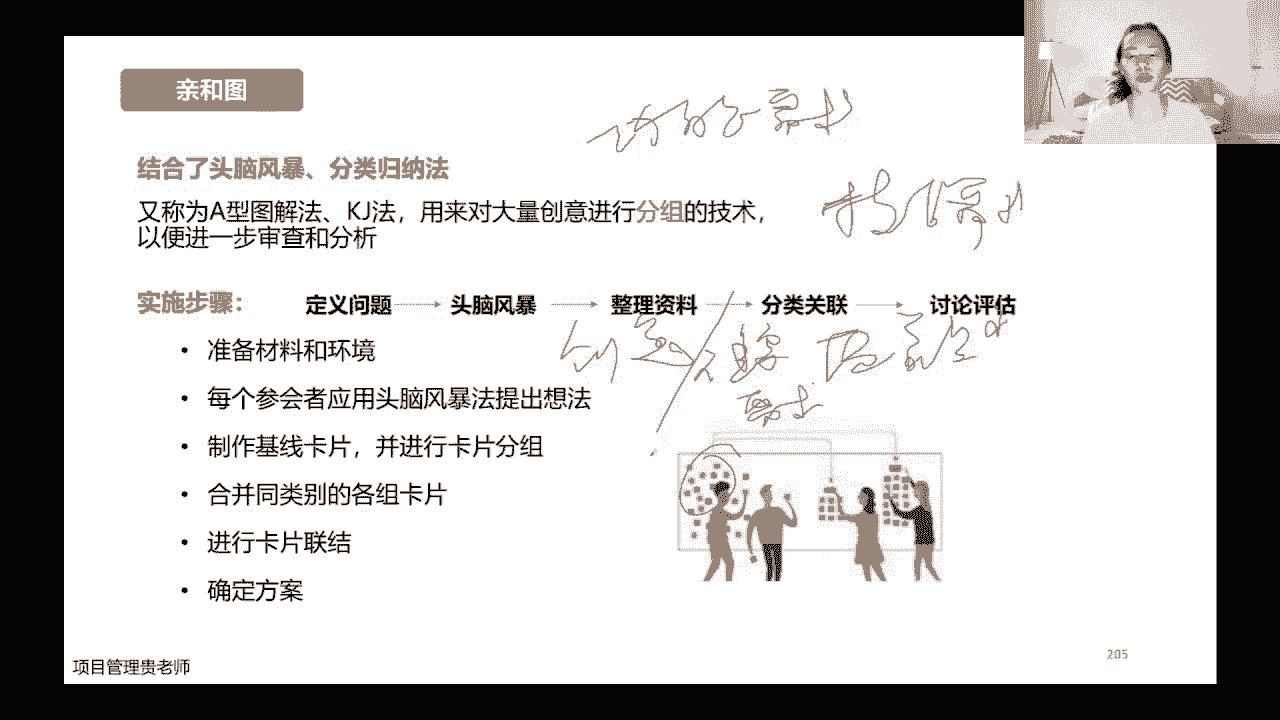 亲和图
结合了头脑风暴、分类归纳法
又称为A型图解法、KJ法，用来对大量创意进行分组的技术，
以便进一步审查和分析
实施步骤： 定义问题 头脑风暴 整理资料 分类关联 讨论评估
• 准备材料和环境
• 每个参会者应用头脑风暴法提出想法
• 制作基线卡片，并进行卡片分组
• 合并同类别的各组卡片
• 进行卡片联结
• 确定方案
项目管理贵老师
205